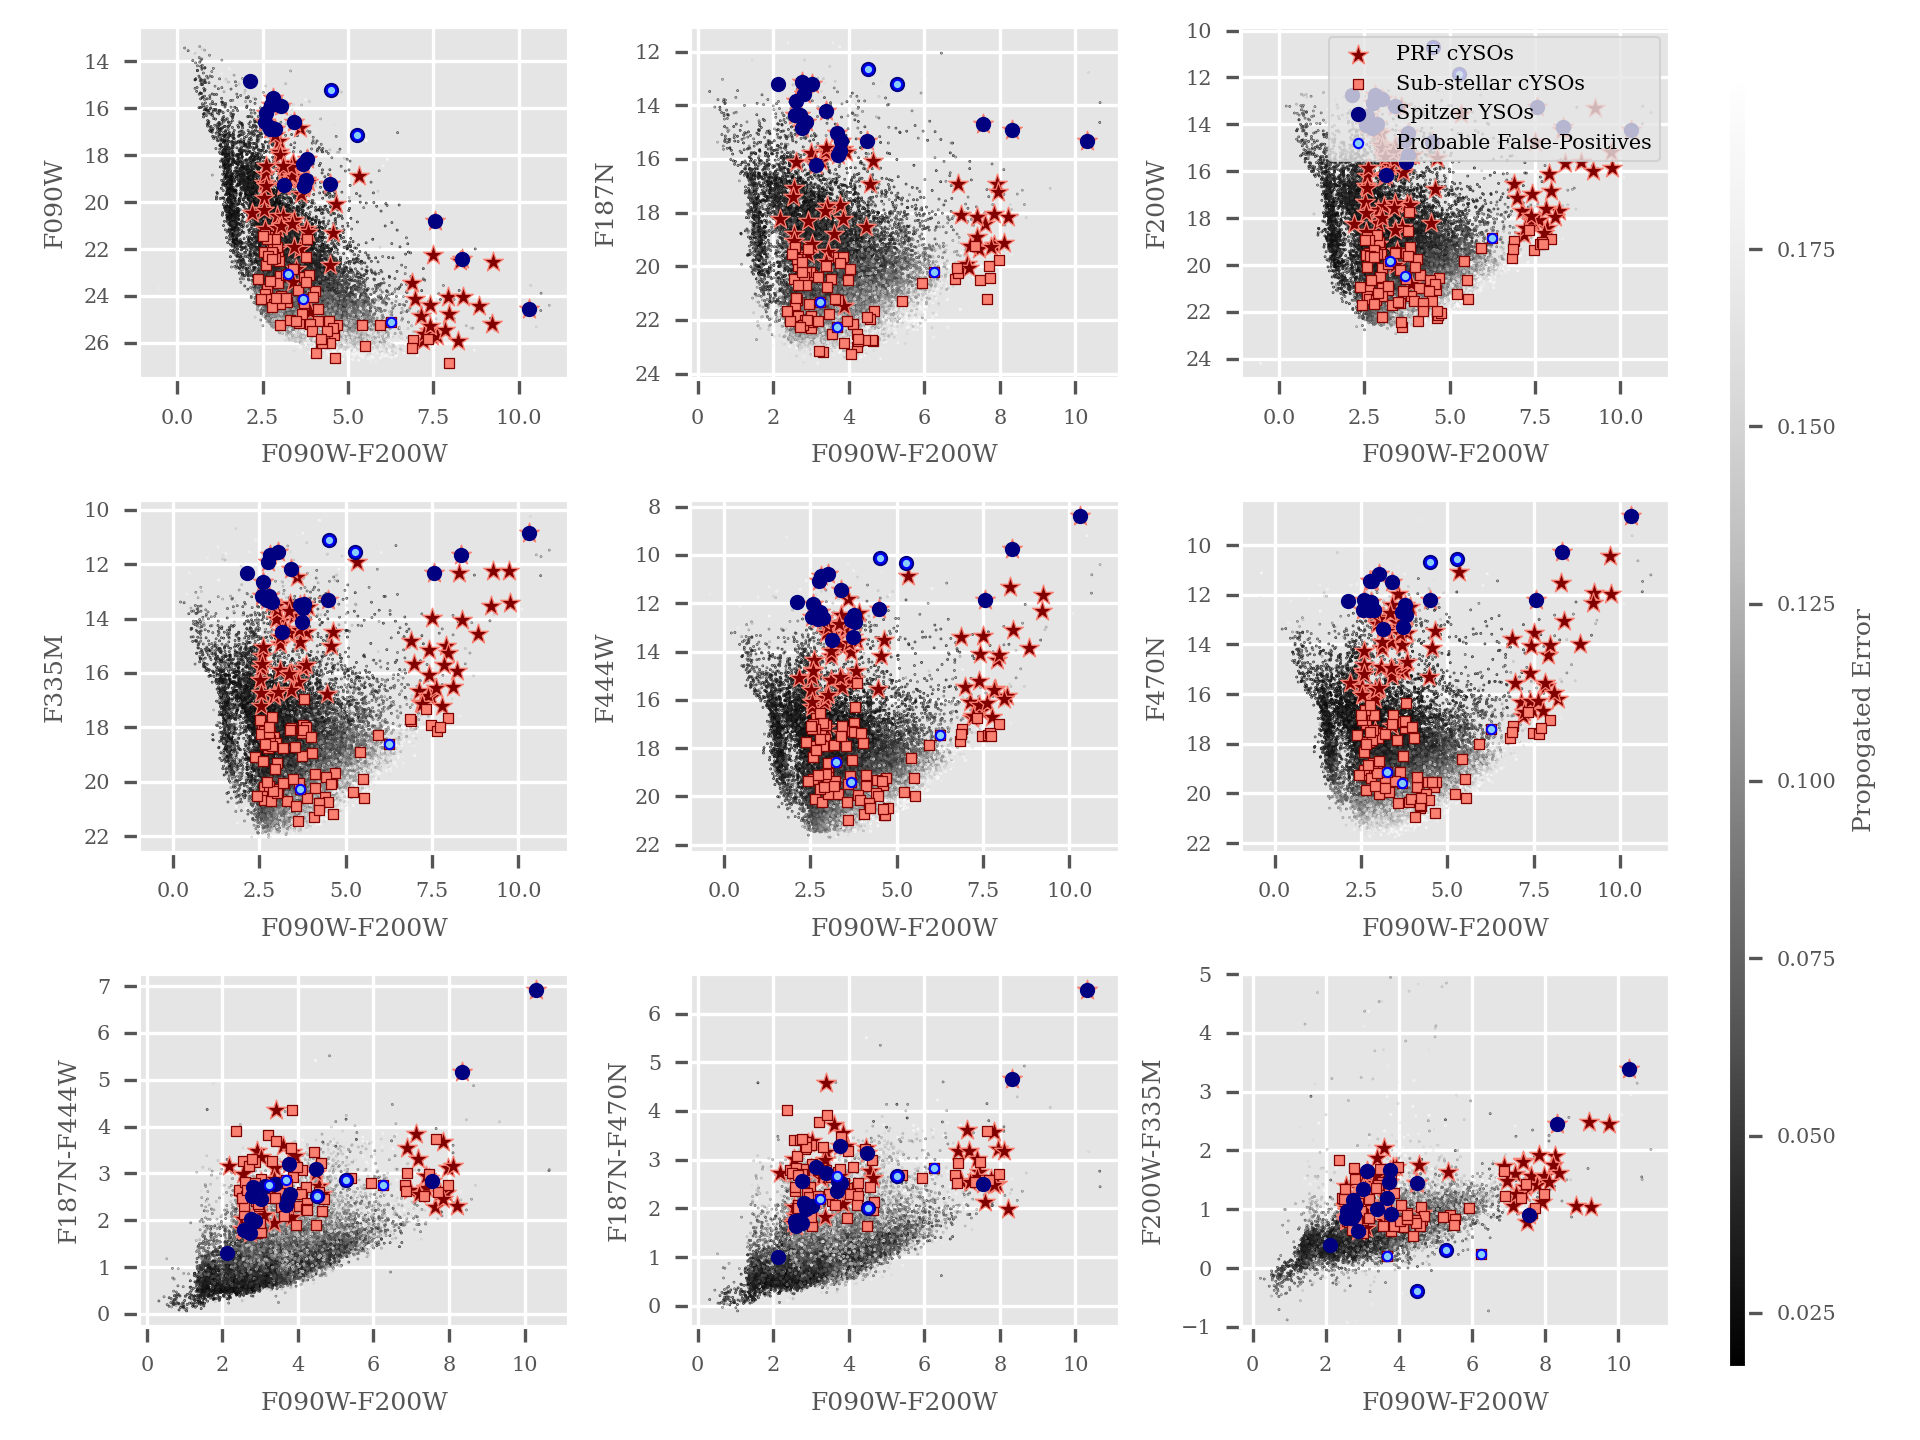 14
16
18
20
22
24
26
F090W
0.0 2.5 5.0 7.5 10.0
F090W-F200W
12
14
16
18
20
22
24
F187N
0 2 4 6 8 10
F090W-F200W
10
12
14
16
18
20
22
24
F200W
0.0 2.5 5.0 7.5 10.0
F090W-F200W
PRF cYSOs
Sub-stellar cYSOs
Spitzer YSOs
Probable False-Positives
10
12
14
16
18
20
22
F335M
0.0 2.5 5.0 7.5 10.0
F090W-F200W
8
10
12
14
16
18
20
22
F444W
0.0 2.5 5.0 7.5 10.0
F090W-F200W
10
12
14
16
18
20
22
F470N
0.0 2.5 5.0 7.5 10.0
F090W-F200W
7
6
5
4
3
2
1
0
F187N-F444W
0 2 4 6 8 10
F090W-F200W
6
5
4
3
2
1
0
F187N-F470N
0 2 4 6 8 10
F090W-F200W
5
4
3
2
1
0
−1
F200W-F335M
0 2 4 6 8 10
F090W-F200W
0.175
0.150
0.125
0.100
0.075
0.050
0.025
Propogated Error